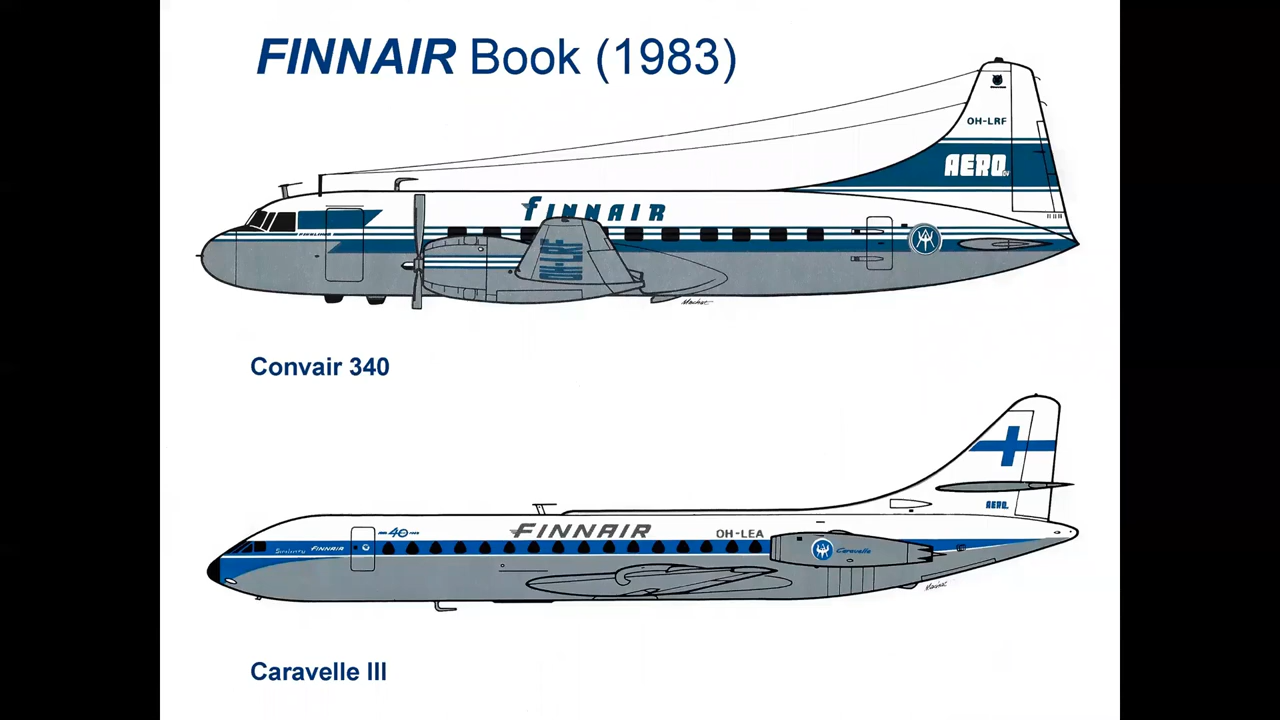 FINNAIR Book (1983)
OH-LRF
AERO OY
FINNAIR
OH-LRF
Convair 340
AERO
40
FINNAIR
OH-LEA
FINNAIR
Caravelle
Caravelle III